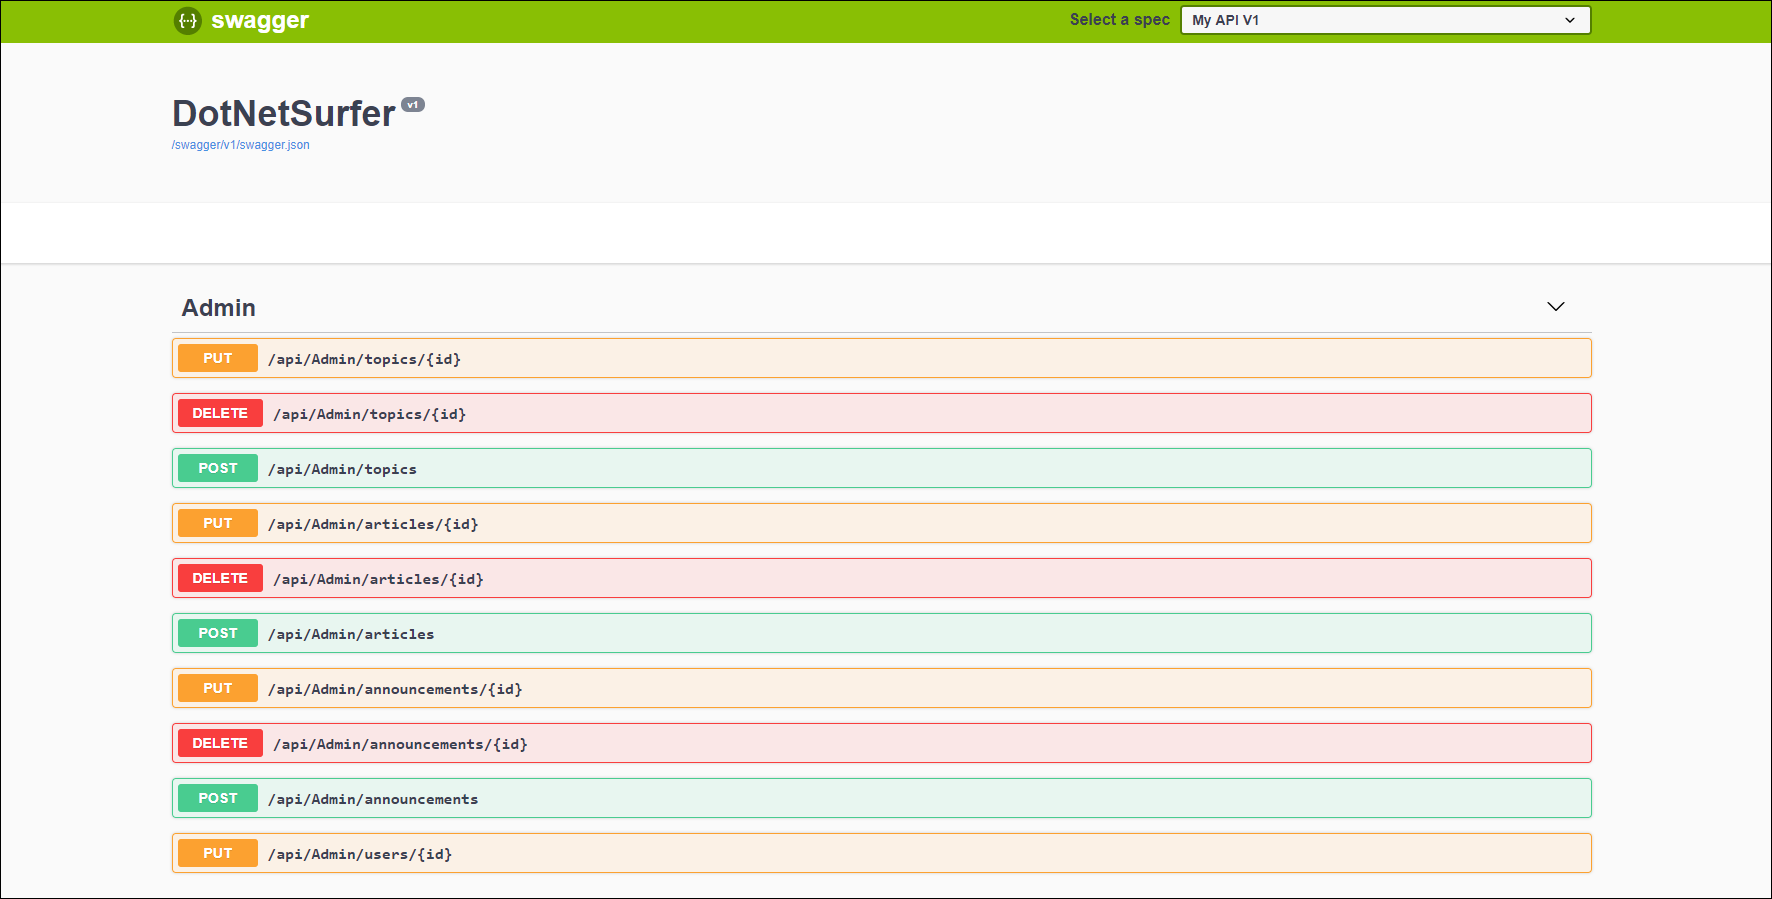 {···} swagger
Select a spec
My API V1
DotNetSurfer v1
/swagger/v1/swagger.json
Admin
PUT /api/Admin/topics/{id}
DELETE /api/Admin/topics/{id}
POST /api/Admin/topics
PUT /api/Admin/articles/{id}
DELETE /api/Admin/articles/{id}
POST /api/Admin/articles
PUT /api/Admin/announcements/{id}
DELETE /api/Admin/announcements/{id}
POST /api/Admin/announcements
PUT /api/Admin/users/{id}